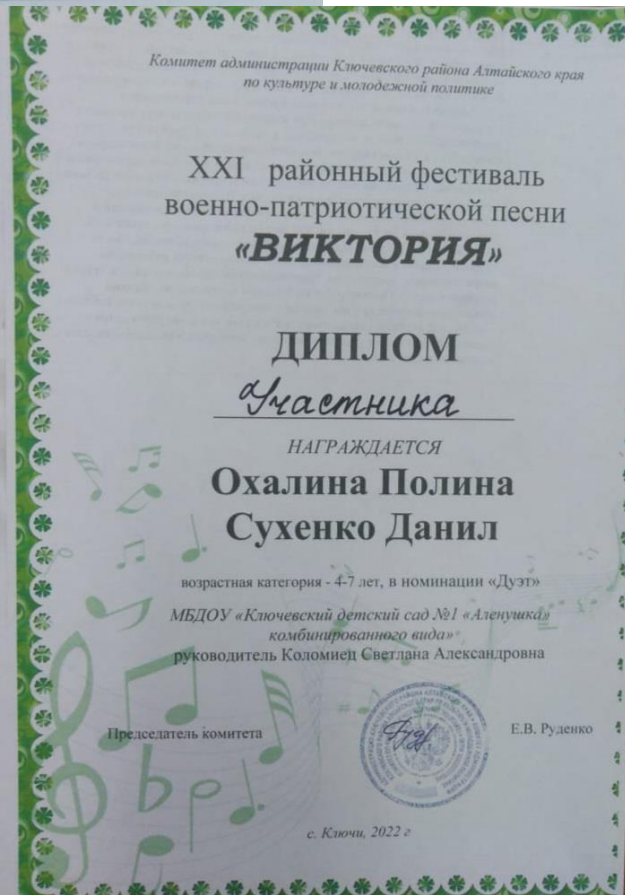 Комитет администрации Ключевского района Алтайского края
по культуре и молодежной политике
XXI районный фестиваль
военно-патриотической песни
«ВИКТОРИЯ»
ДИПЛОМ
Участника
НАГРАЖДАЕТСЯ
Охалина Полина
Сухенко Данил
возрастная категория - 4-7 лет, в номинации «Дуэт»
МБДОУ «Ключевский детский сад №1 «Аленушка»
комбинированного вида»
руководитель Коломиец Светлана Александровна
Председатель комитета
Е.В. Руденко
с. Ключи, 2022 г